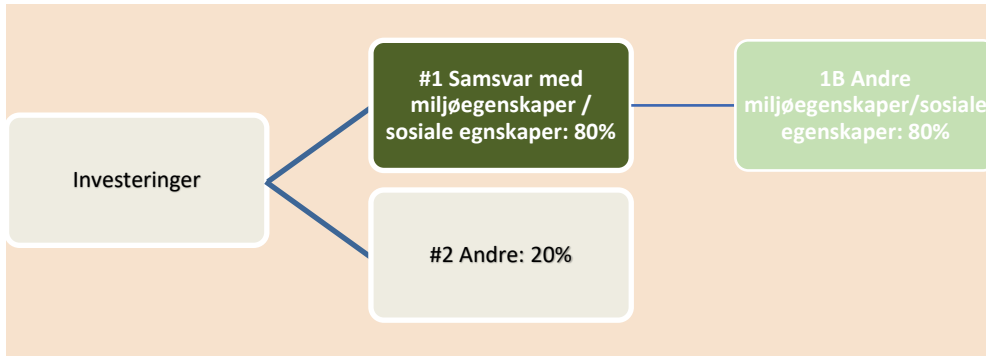 #1 Samsvar med
miljøegenskaper /
sosiale egnskaper: 80%
1B Andre
miljøegenskaper/sosiale
egenskaper: 80%
Investeringer
#2 Andre: 20%